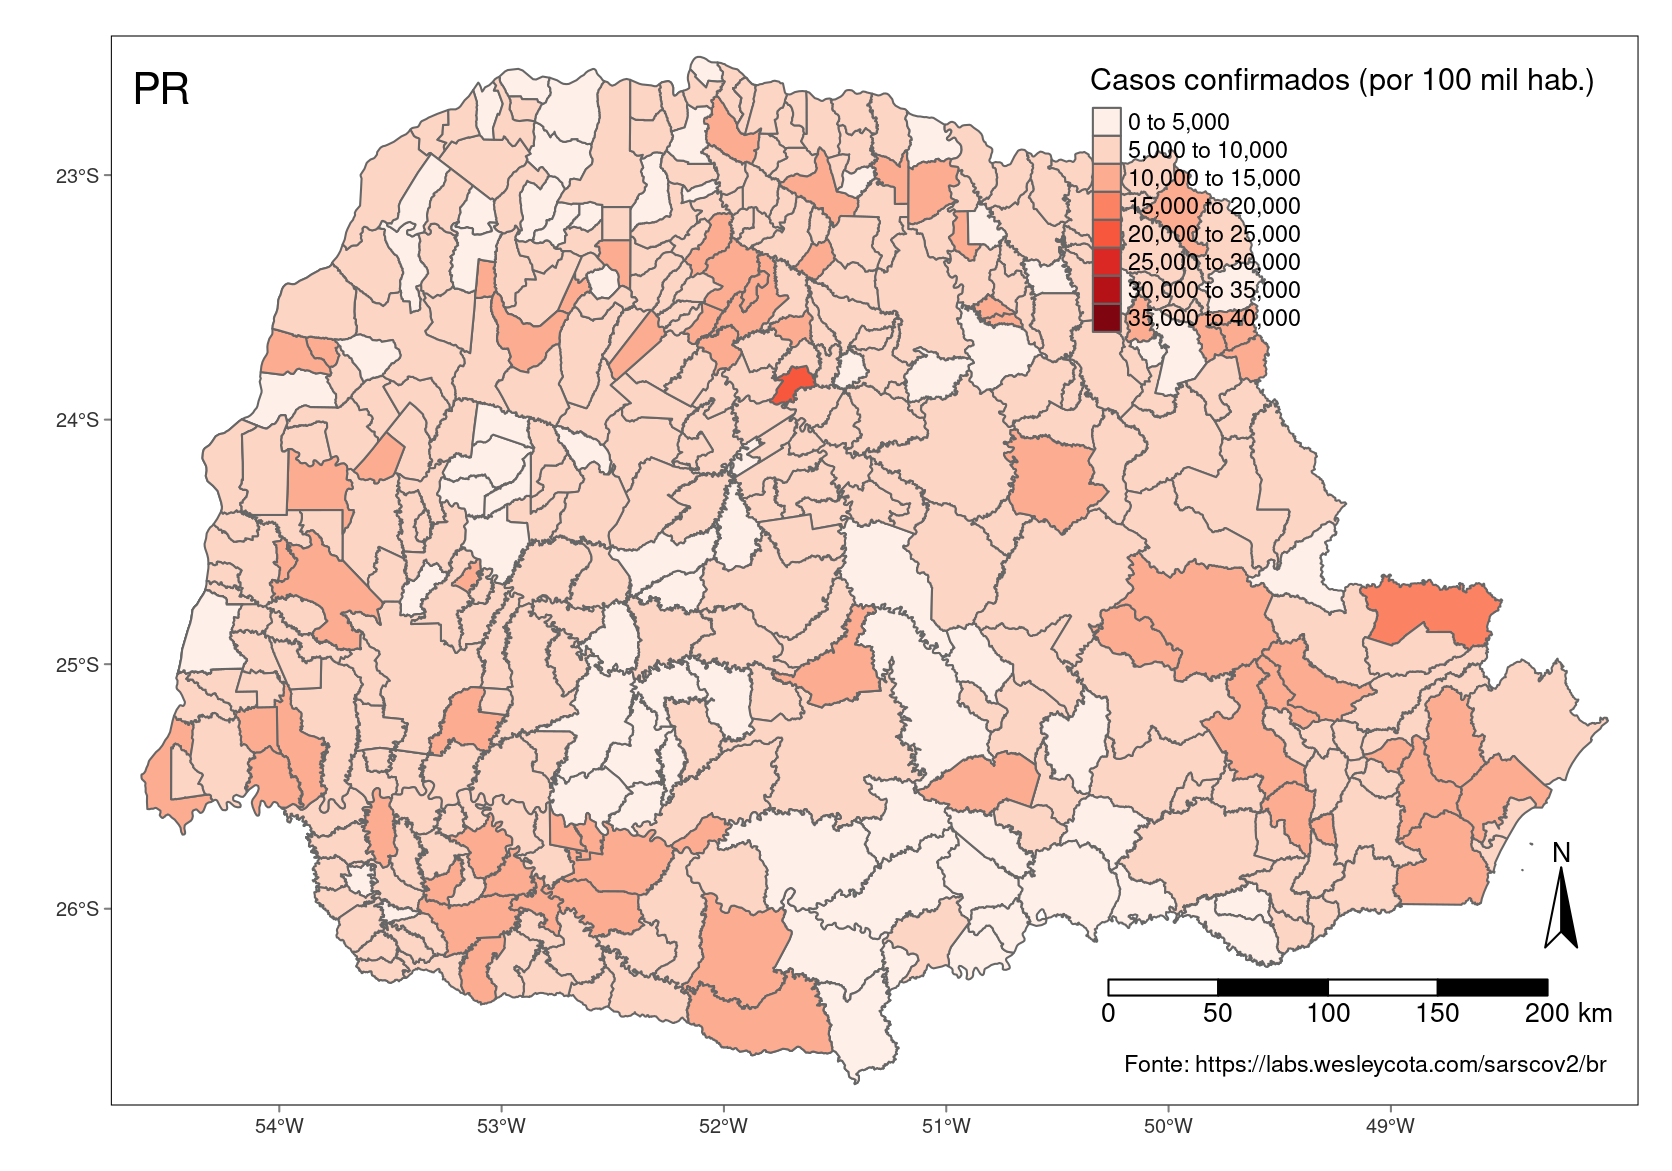 PR
Casos confirmados (por 100 mil hab.)
0 to 5,000
5,000 to 10,000
10,000 to 15,000
15,000 to 20,000
20,000 to 25,000
25,000 to 30,000
30,000 to 35,000
35,000 to 40,000
23°S
24°S
25°S
26°S
N
0 50 100 150 200 km
Fonte: https://labs.wesleycota.com/sarscov2/br
54°W 53°W 52°W 51°W 50°W 49°W